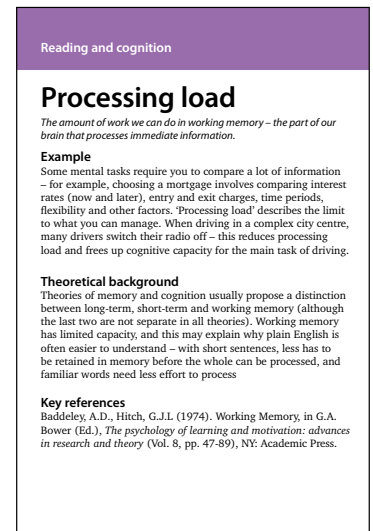 Reading and cognition
Processing load
The amount of work we can do in working memory – the part of our
brain that processes immediate information.
Example
Some mental tasks require you to compare a lot of information
– for example, choosing a mortgage involves comparing interest
rates (now and later), entry and exit charges, time periods,
flexibility and other factors. ‘Processing load’ describes the limit
to what you can manage. When driving in a complex city centre,
many drivers switch their radio off – this reduces processing
load and frees up cognitive capacity for the main task of driving.
Theoretical background
Theories of memory and cognition usually propose a distinction
between long-term, short-term and working memory (although
the last two are not separate in all theories). Working memory
has limited capacity, and this may explain why plain English is
often easier to understand – with short sentences, less has to
be retained in memory before the whole can be processed, and
familiar words need less effort to process
Key references
Baddeley, A.D., Hitch, G.J.L (1974). Working Memory, in G.A.
Bower (Ed.), The psychology of learning and motivation: advances
in research and theory (Vol. 8, pp. 47-89), NY: Academic Press.